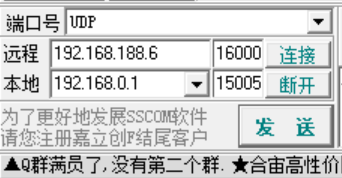 端口号 UDP
远程 192.168.188.6 16000 连接
本地 192.168.0.1 15005 断开
为了更好地发展SSCOM软件
请您注册嘉立创F结尾客户
发 送
▲Q群满员了,没有第二个群. ★合宙高性价